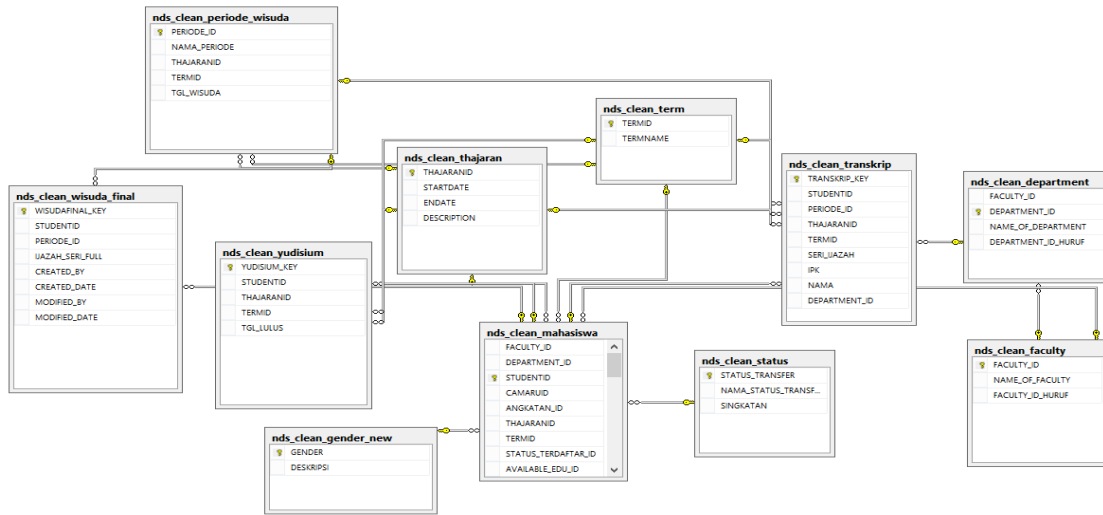 nds_clean_periode_wisuda
PERIODE_ID
NAMA_PERIODE
THAJARANID
TERMID
TGL_WISUDA
nds_clean_term
TERMID
TERMNAME
nds_clean_thajaran
THAJARANID
STARTDATE
ENDATE
DESCRIPTION
nds_clean_transkrip
TRANSKRIP_KEY
STUDENTID
PERIODE_ID
THAJARANID
TERMID
SERI_IJAZAH
IPK
NAMA
DEPARTMENT_ID
nds_clean_department
FACULTY_ID
DEPARTMENT_ID
NAME_OF_DEPARTMENT
DEPARTMENT_ID_HURUF
nds_clean_wisuda_final
WISUDAFINAL_KEY
STUDENTID
PERIODE_ID
IJAZAH_SERI_FULL
CREATED_BY
CREATED_DATE
MODIFIED_BY
MODIFIED_DATE
nds_clean_yudisium
YUDISIUM_KEY
STUDENTID
THAJARANID
TERMID
TGL_LULUS
nds_clean_mahasiswa
FACULTY_ID
DEPARTMENT_ID
STUDENTID
CAMARUID
ANGKATAN_ID
THAJARANID
TERMID
STATUS_TERDAFTAR_ID
AVAILABLE_EDU_ID
nds_clean_status
STATUS_TRANSFER
NAMA_STATUS_TRANSF...
SINGKATAN
nds_clean_faculty
FACULTY_ID
NAME_OF_FACULTY
FACULTY_ID_HURUF
nds_clean_gender_new
GENDER
DESKRIPSI